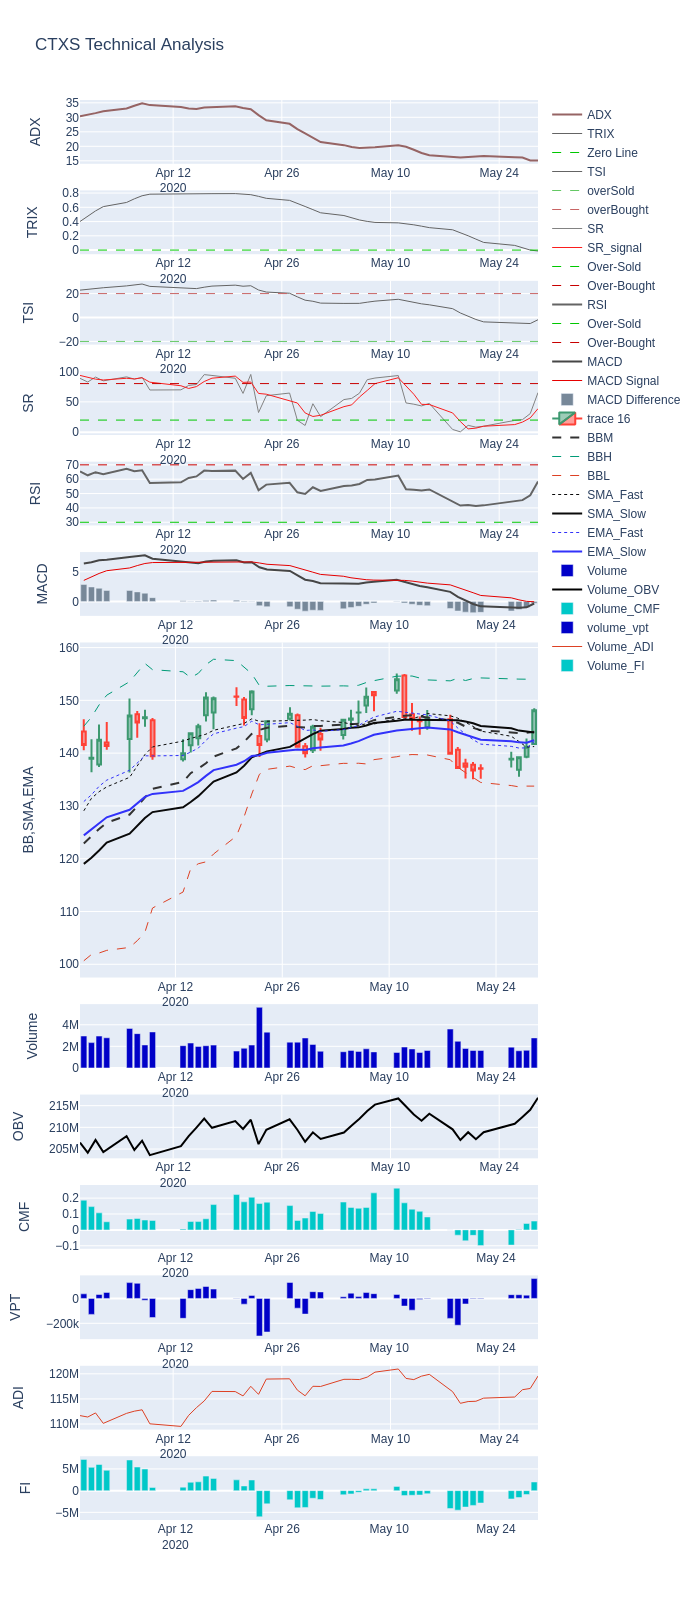 CTXS Technical Analysis
ADX
35
30
25
20
15
Apr 12
2020
Apr 26
May 10
May 24
TRIX
0.8
0.6
0.4
0.2
0
Apr 12
2020
Apr 26
May 10
May 24
TSI
20
0
−20
Apr 12
2020
Apr 26
May 10
May 24
SR
100
50
0
Apr 12
2020
Apr 26
May 10
May 24
RSI
70
60
50
40
30
Apr 12
2020
Apr 26
May 10
May 24
MACD
5
0
Apr 12
2020
Apr 26
May 10
May 24
BB,SMA,EMA
160
150
140
130
120
110
100
Apr 12
2020
Apr 26
May 10
May 24
Volume
4M
2M
0
Apr 12
2020
Apr 26
May 10
May 24
OBV
215M
210M
205M
Apr 12
2020
Apr 26
May 10
May 24
CMF
0.2
0.1
0
−0.1
Apr 12
2020
Apr 26
May 10
May 24
VPT
0
−200k
Apr 12
2020
Apr 26
May 10
May 24
ADI
120M
115M
110M
Apr 12
2020
Apr 26
May 10
May 24
FI
5M
0
−5M
Apr 12
2020
Apr 26
May 10
May 24
ADX
TRIX
Zero Line
TSI
overSold
overBought
SR
SR_signal
Over-Sold
Over-Bought
RSI
Over-Sold
Over-Bought
MACD
MACD Signal
MACD Difference
trace 16
BBM
BBH
BBL
SMA_Fast
SMA_Slow
EMA_Fast
EMA_Slow
Volume
Volume_OBV
Volume_CMF
volume_vpt
Volume_ADI
Volume_FI